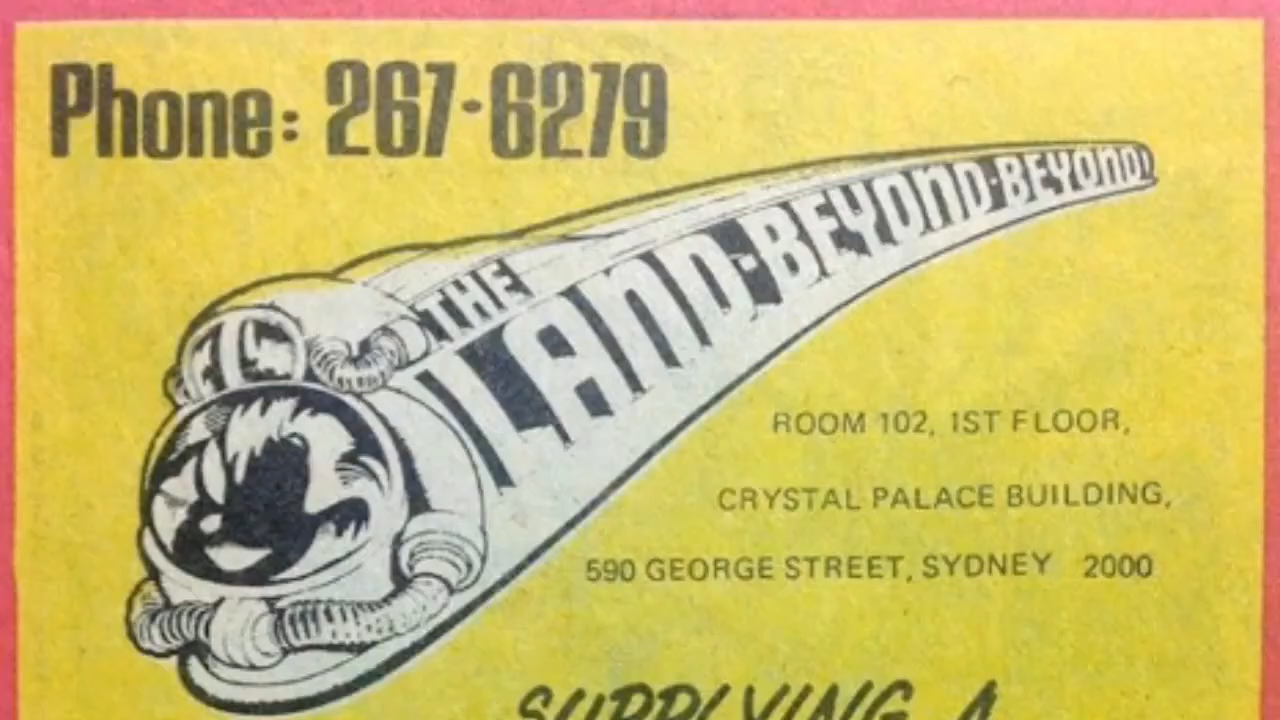 Phone: 267·6279
THE
LAND·BEYOND·BEYOND!
ROOM 102, 1ST FLOOR,
CRYSTAL PALACE BUILDING,
590 GEORGE STREET, SYDNEY 2000
SUPPLYING A